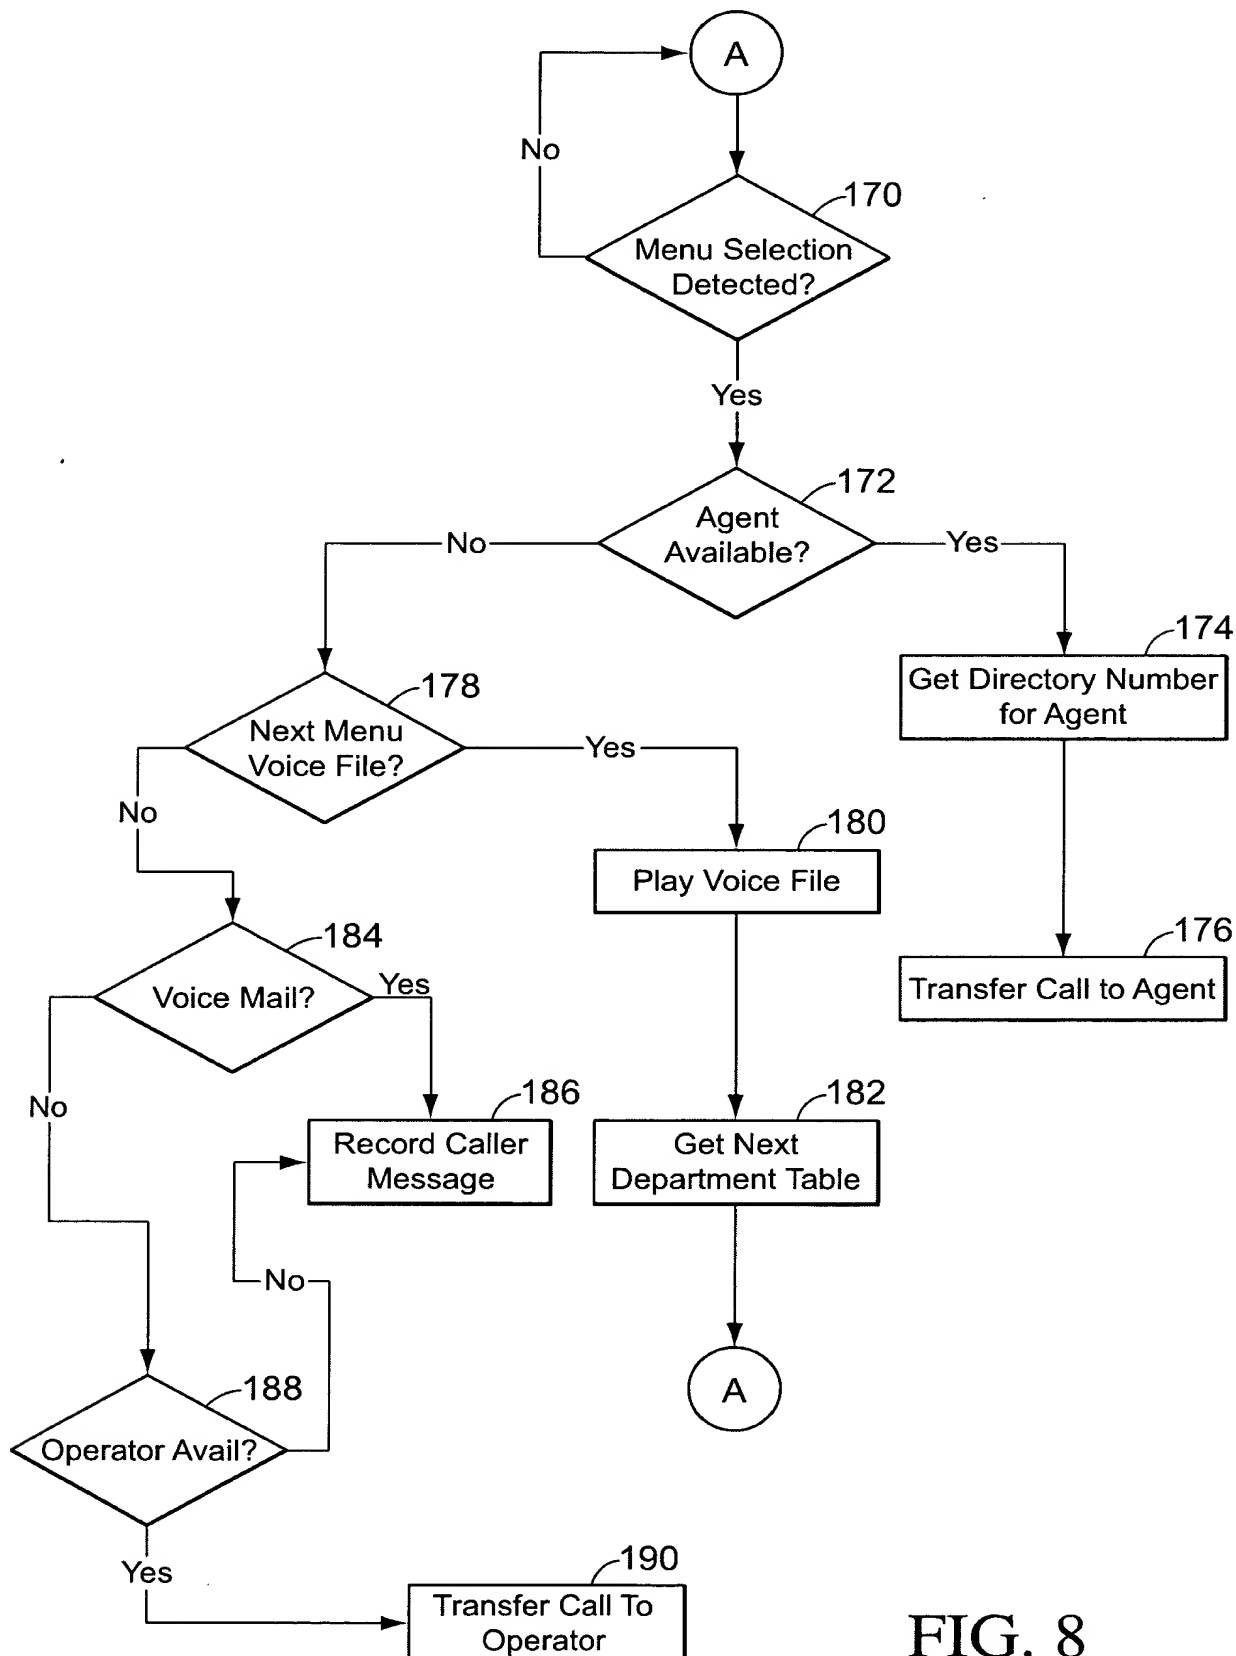 A
No
170
Menu Selection
Detected?
Yes
172
Agent
Available?
No
Yes
174
Get Directory Number
for Agent
178
Next Menu
Voice File?
Yes
No
180
Play Voice File
176
Transfer Call to Agent
184
Voice Mail?
Yes
No
186
Record Caller
Message
182
Get Next
Department Table
No
A
188
Operator Avail?
Yes
190
Transfer Call To
Operator
FIG. 8